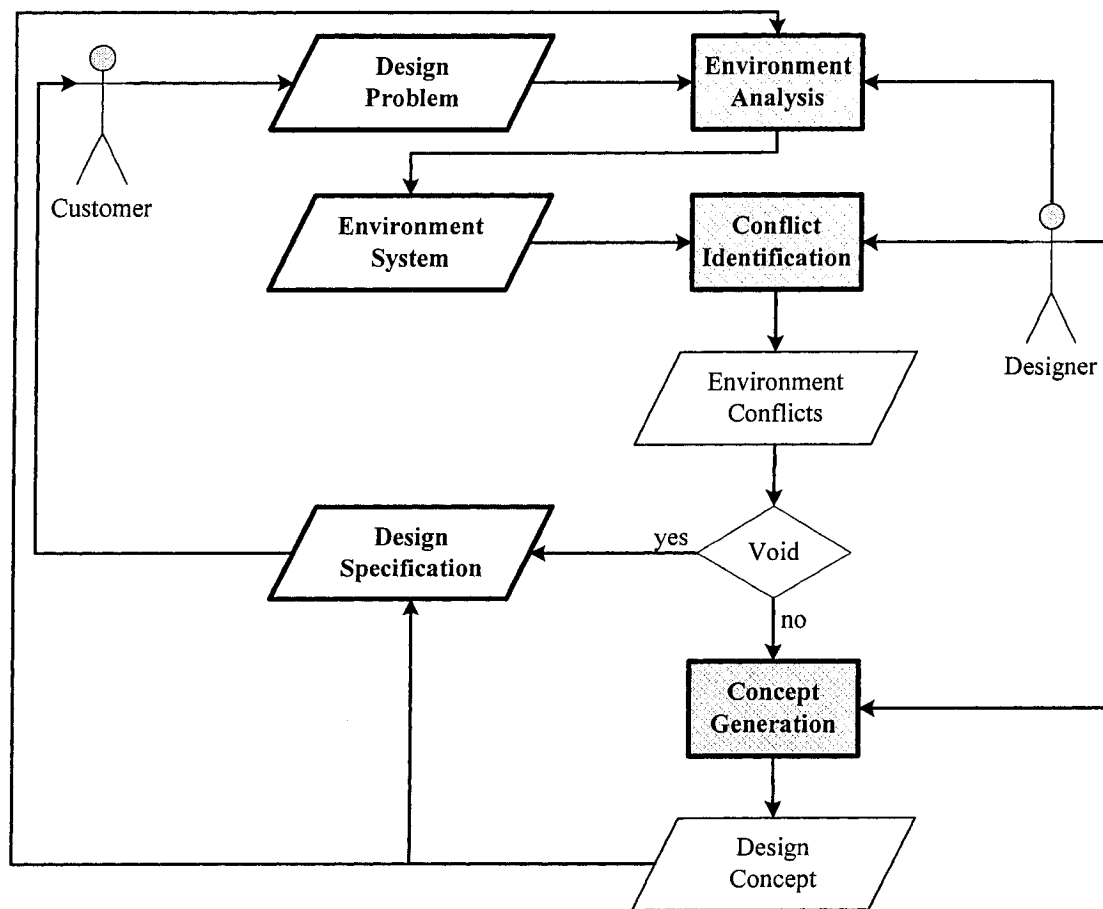 Design
Problem
Environment
Analysis
Customer
Environment
System
Conflict
Identification
Designer
Environment
Conflicts
Design
Specification
yes
Void
no
Concept
Generation
Design
Concept